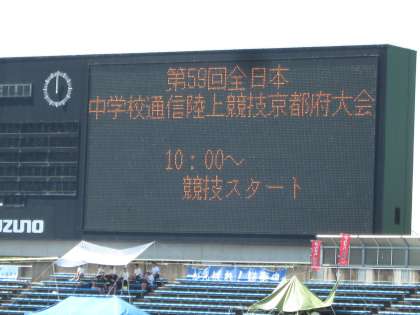 第59回全日本
中学校通信陸上競技京都府大会
10：00～
競技スタート